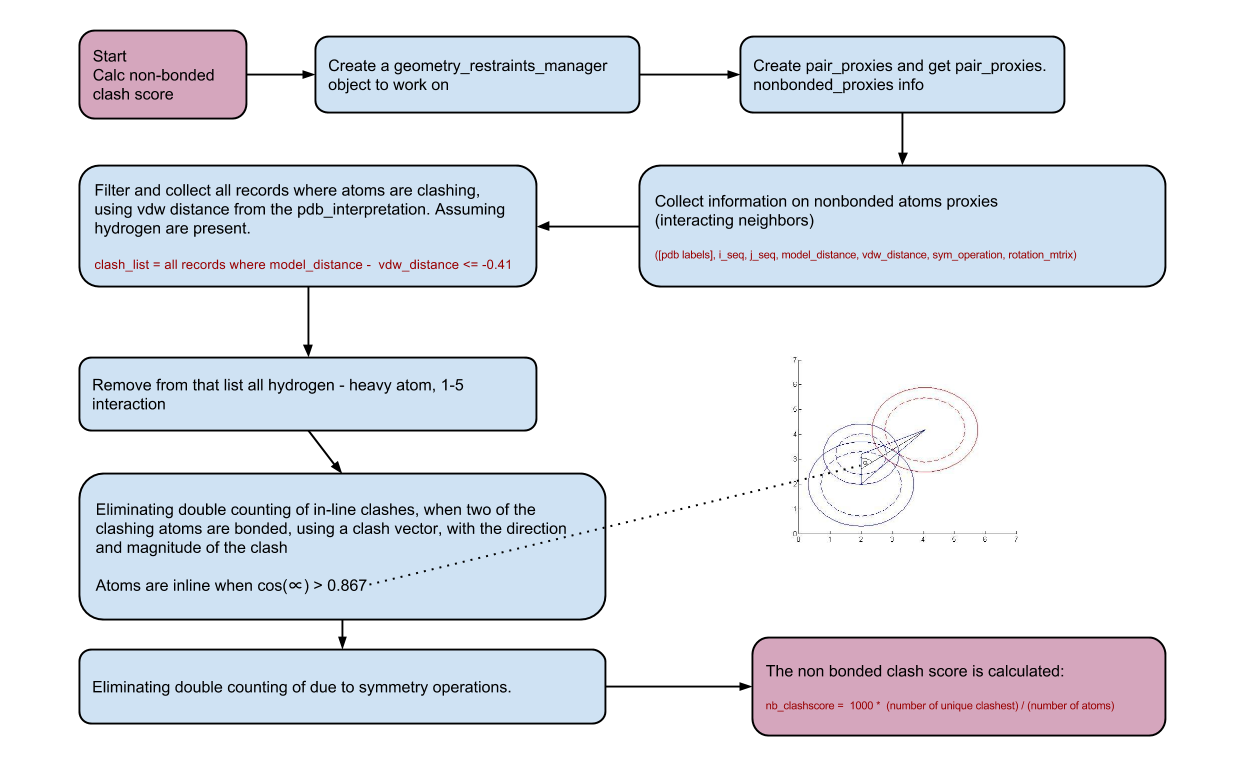 Start
Calc non-bonded
clash score
Create a geometry_restraints_manager
object to work on
Create pair_proxies and get pair_proxies.
nonbonded_proxies info
Filter and collect all records where atoms are clashing,
using vdw distance from the pdb_interpretation. Assuming
hydrogen are present.
clash_list = all records where model_distance - vdw_distance <= -0.41
Collect information on nonbonded atoms proxies
(interacting neighbors)
([pdb labels], i_seq, j_seq, model_distance, vdw_distance, sym_operation, rotation_mtrix)
Remove from that list all hydrogen - heavy atom, 1-5
interaction
7
6
5
4
3
2
1
0
0 1 2 3 4 5 6 7
Eliminating double counting of in-line clashes, when two of the
clashing atoms are bonded, using a clash vector, with the direction
and magnitude of the clash
Atoms are inline when cos(∝) > 0.867
Eliminating double counting of due to symmetry operations.
The non bonded clash score is calculated:
nb_clashscore = 1000 * (number of unique clashest) / (number of atoms)